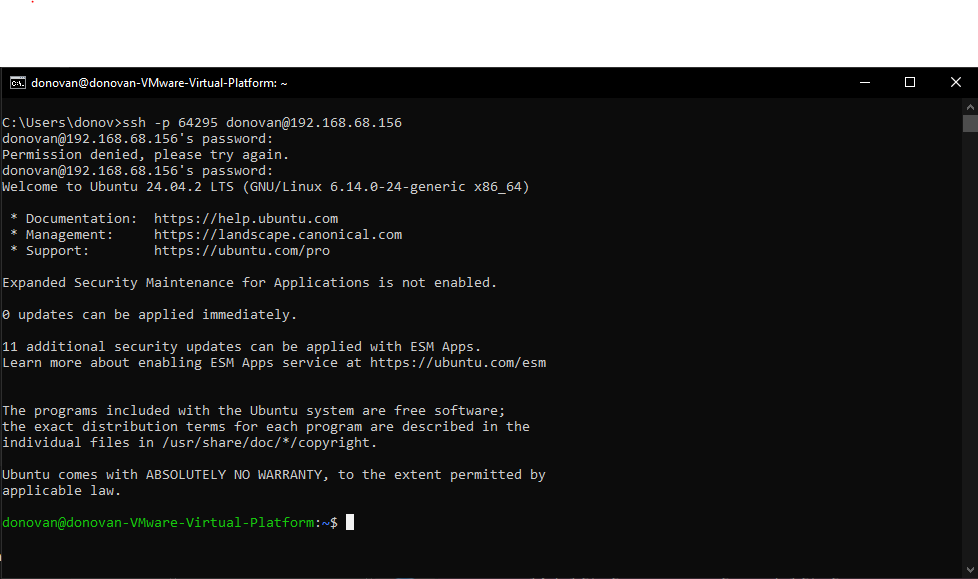 donovan@donovan-VMware-Virtual-Platform: ~
C:\Users\donov>ssh -p 64295 donovan@192.168.68.156
donovan@192.168.68.156's password:
Permission denied, please try again.
donovan@192.168.68.156's password:
Welcome to Ubuntu 24.04.2 LTS (GNU/Linux 6.14.0-24-generic x86_64)
 * Documentation:  https://help.ubuntu.com
 * Management:     https://landscape.canonical.com
 * Support:        https://ubuntu.com/pro
Expanded Security Maintenance for Applications is not enabled.
0 updates can be applied immediately.
11 additional security updates can be applied with ESM Apps.
Learn more about enabling ESM Apps service at https://ubuntu.com/esm
The programs included with the Ubuntu system are free software;
the exact distribution terms for each program are described in the
individual files in /usr/share/doc/*/copyright.
Ubuntu comes with ABSOLUTELY NO WARRANTY, to the extent permitted by
applicable law.
donovan@donovan-VMware-Virtual-Platform:~$